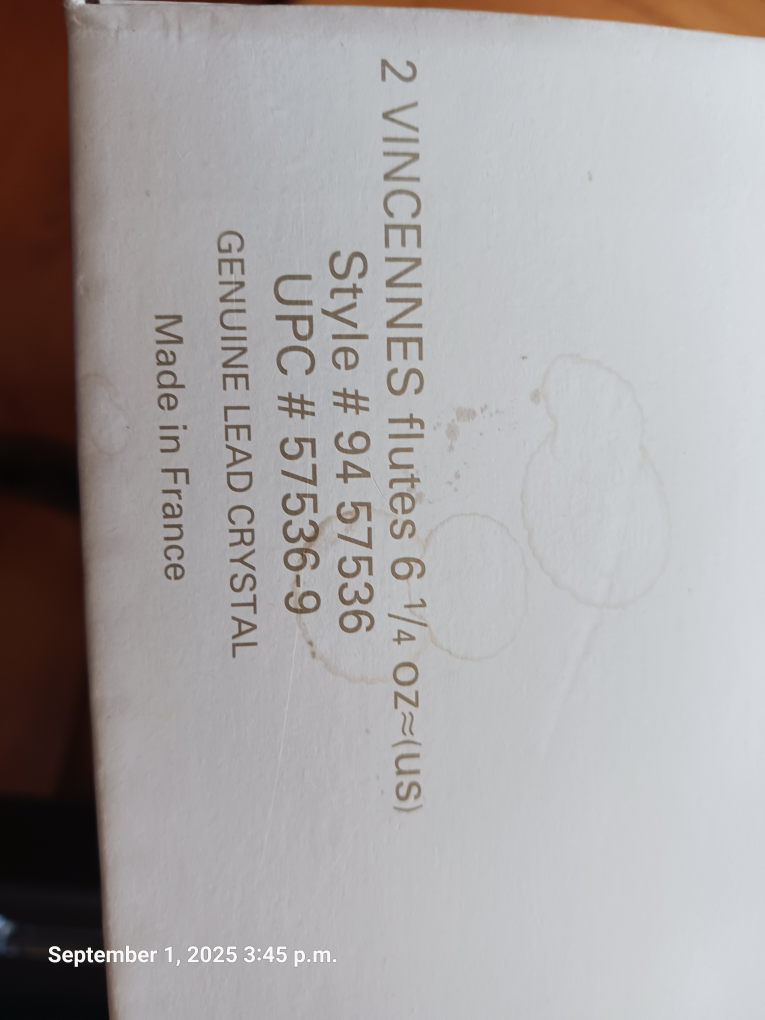 2 VINCENNES flutes 6 1/4 oz≈(us)
Style # 94 57536
UPC # 57536-9
GENUINE LEAD CRYSTAL
Made in France
September 1, 2025 3:45 p.m.